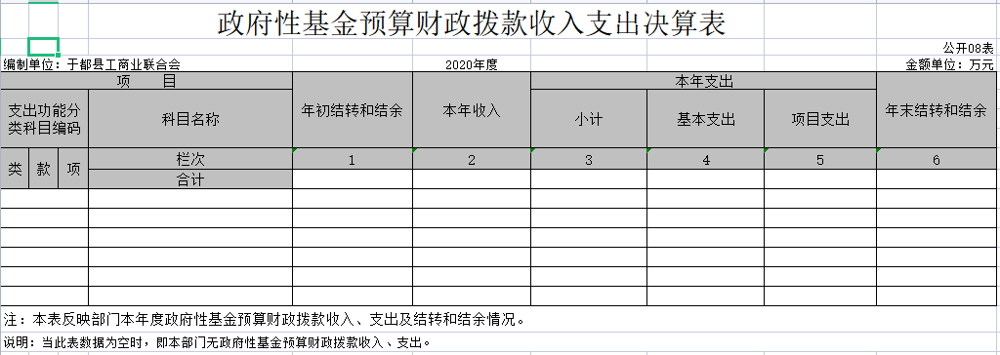 政府性基金预算财政拨款收入支出决算表
公开08表
编制单位：于都县工商业联合会 2020年度 金额单位：万元
项 目 年初结转和结余 本年收入 本年支出 年末结转和结余
支出功能分类科目编码 科目名称 小计 基本支出 项目支出
类 款 项 栏次 1 2 3 4 5 6
合计
注：本表反映部门本年度政府性基金预算财政拨款收入、支出及结转和结余情况。
说明：当此表数据为空时，即本部门无政府性基金预算财政拨款收入、支出。